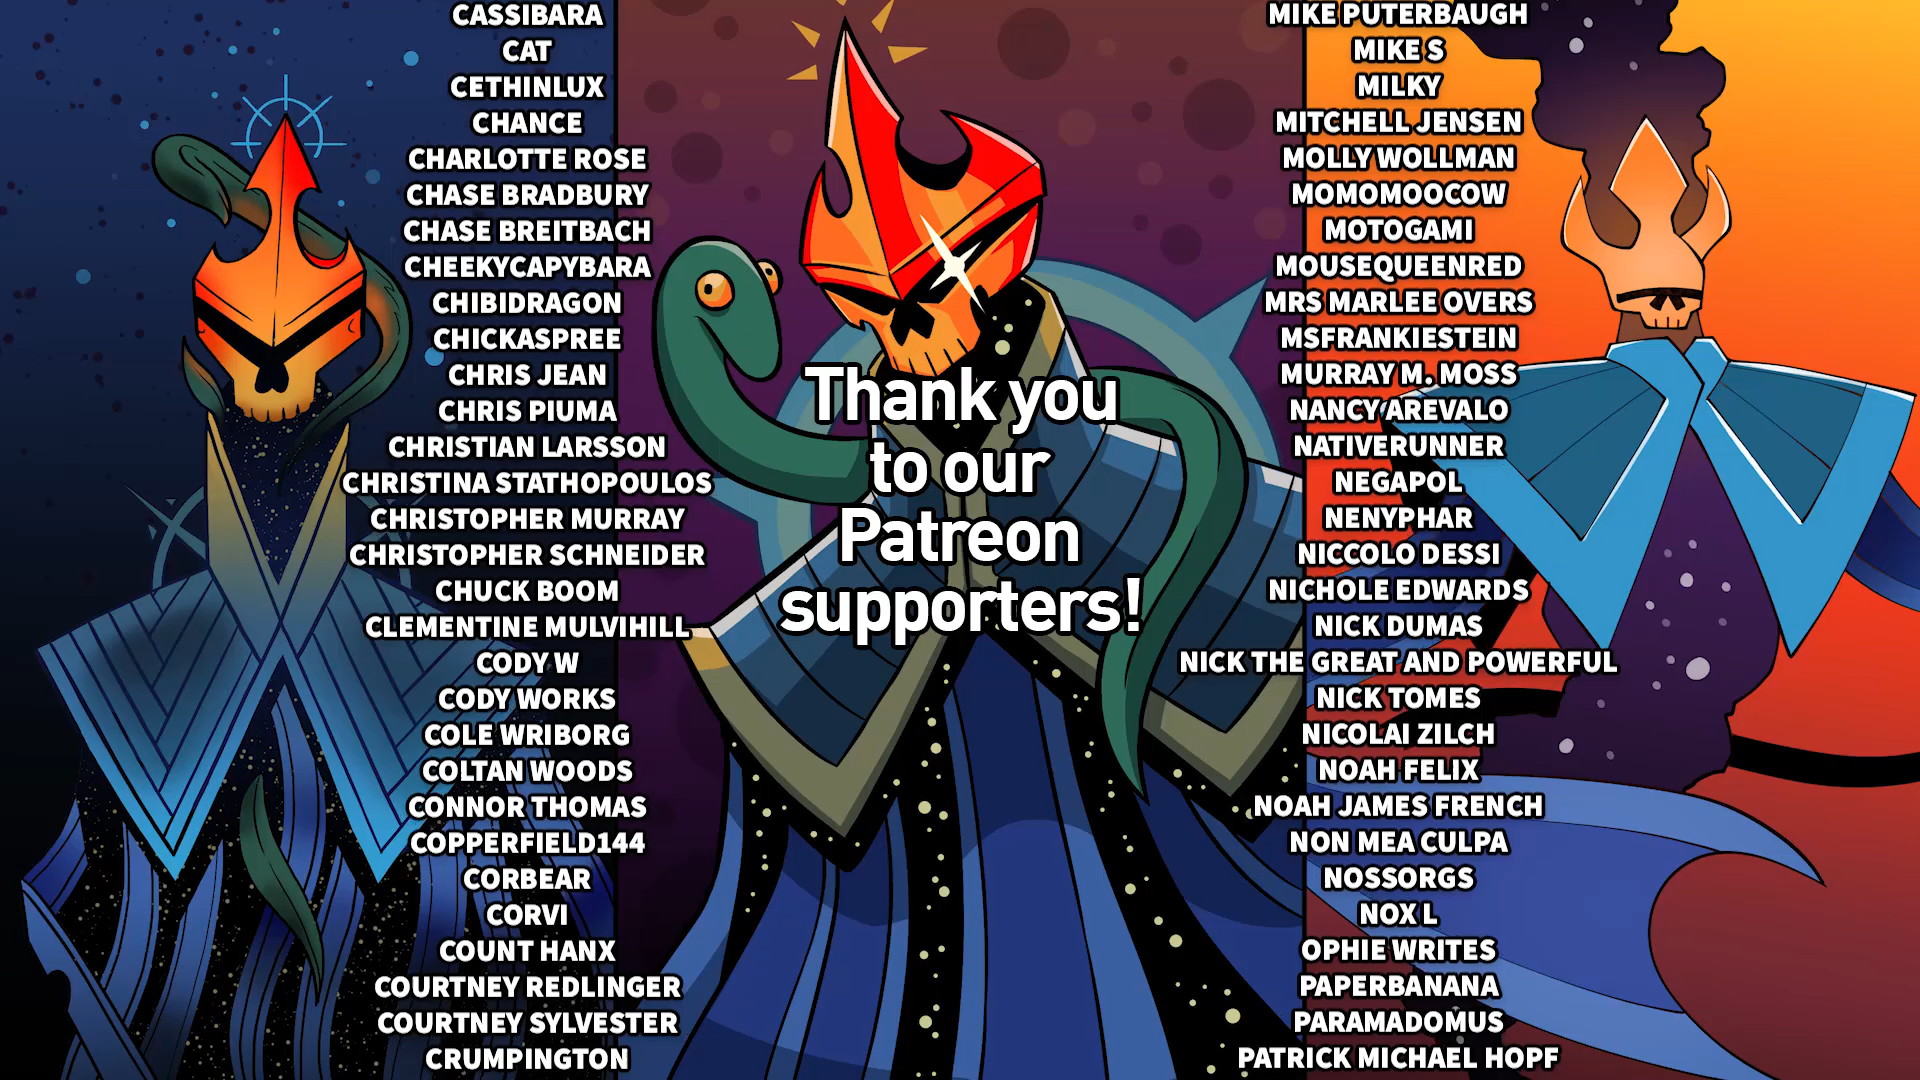 CASSIBARA
CAT
CETHINLUX
CHANCE
CHARLOTTE ROSE
CHASE BRADBURY
CHASE BREITBACH
CHEEKYCAPYBARA
CHIBIDRAGON
CHICKASPREE
CHRIS JEAN
CHRIS PIUMA
CHRISTIAN LARSSON
CHRISTINA STATHOPOULOS
CHRISTOPHER MURRAY
CHRISTOPHER SCHNEIDER
CHUCK BOOM
CLEMENTINE MULVIHILL
CODY W
CODY WORKS
COLE WRIBORG
COLTAN WOODS
CONNOR THOMAS
COPPERFIELD144
CORBEAR
CORVI
COUNT HANX
COURTNEY REDLINGER
COURTNEY SYLVESTER
CRUMPINGTON
Thank you
to our
Patreon
supporters!
MIKE PUTERBAUGH
MIKE S
MILKY
MITCHELL JENSEN
MOLLY WOLLMAN
MOMOMOOCOW
MOTOGAMI
MOUSEQUEENRED
MRS MARLEE OVERS
MSFRANKIESTEIN
MURRAY M. MOSS
NANCY AREVALO
NATIVERUNNER
NEGAPOL
NENYPHAR
NICCOLO DESSI
NICHOLE EDWARDS
NICK DUMAS
NICK THE GREAT AND POWERFUL
NICK TOMES
NICOLAI ZILCH
NOAH FELIX
NOAH JAMES FRENCH
NON MEA CULPA
NOSSORGS
NOX L
OPHIE WRITES
PAPERBANANA
PARAMADOMUS
PATRICK MICHAEL HOPF